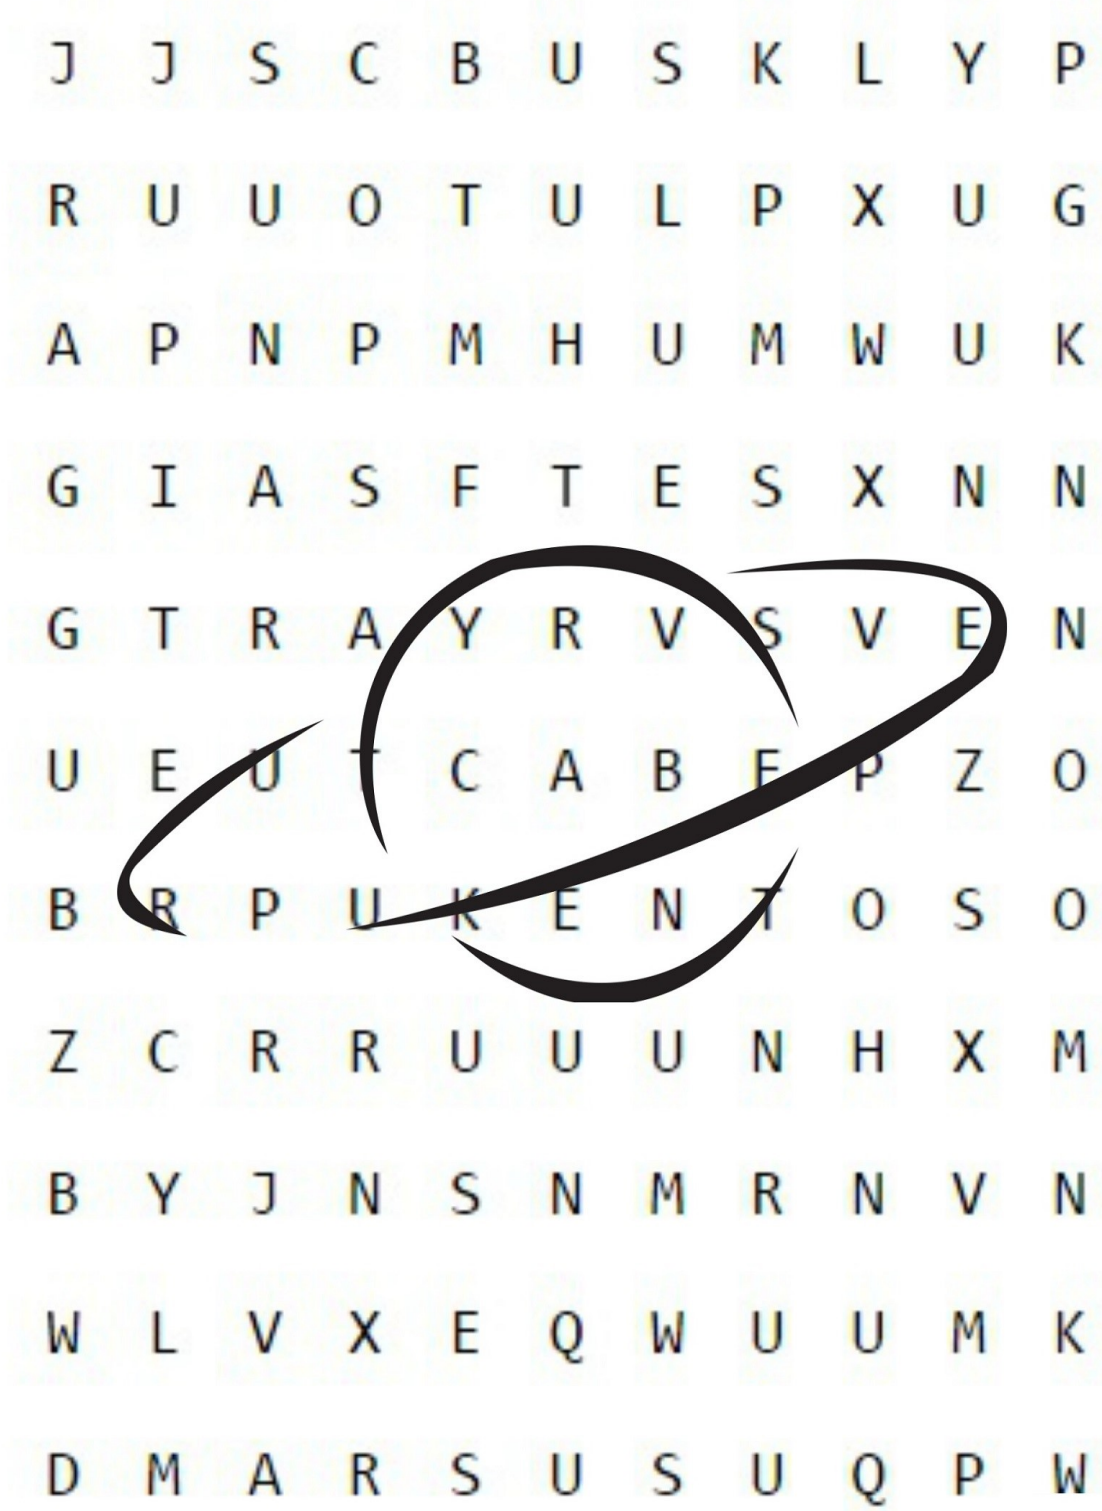 J J S C B U S K L Y P
R U U O T U L P X U G
A P N P M H U M W U K
G I A S F T E S X N N
G T R A Y R V S V E N
U E U T C A B E P Z O
B R P U K E N T O S O
Z C R R U U U N H X M
B Y J N S N M R N V N
W L V X E Q W U U M K
D M A R S U S U Q P W